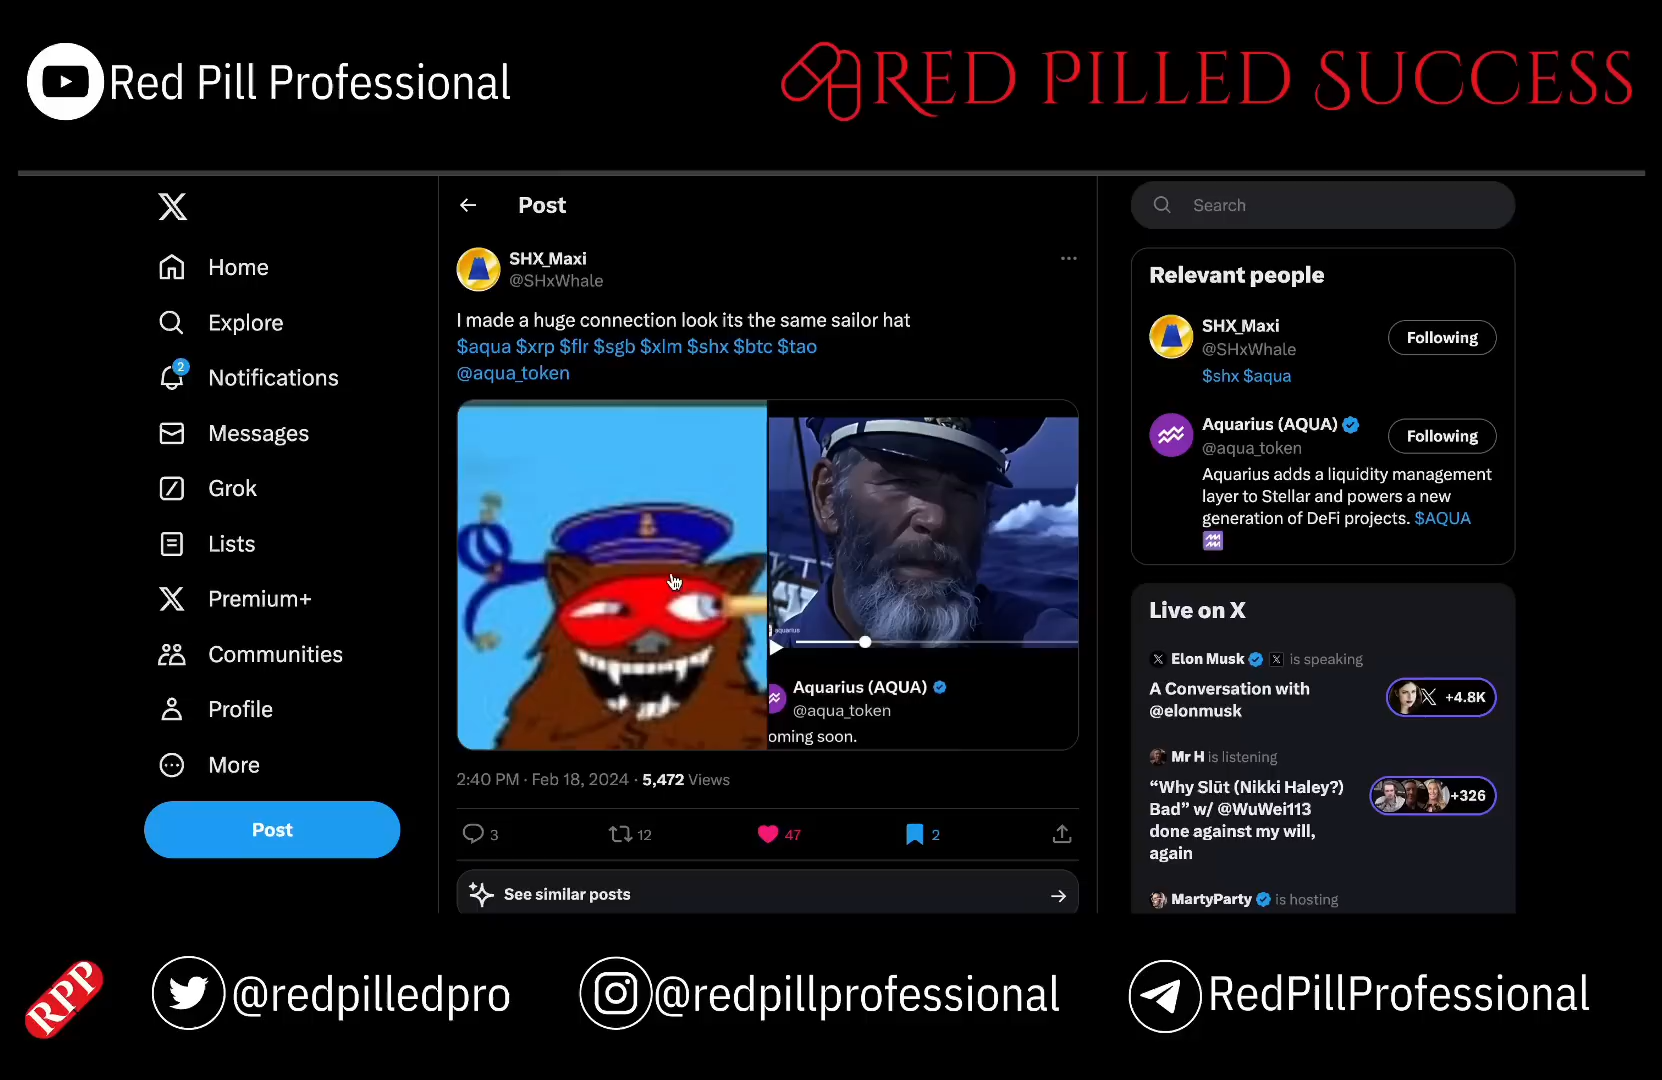 Red Pill Professional
RED PILLED SUCCESS
Home
Explore
2
Notifications
Messages
Grok
Lists
Premium+
Communities
Profile
More
Post
Post
SHX_Maxi
@SHxWhale
I made a huge connection look its the same sailor hat
$aqua $xrp $flr $sgb $xlm $shx $btc $tao
@aqua_token
aquarius
Aquarius (AQUA)
@aqua_token
oming soon.
2:40 PM · Feb 18, 2024 · 5,472 Views
3
12
47
2
See similar posts
Search
Relevant people
SHX_Maxi
@SHxWhale
Following
$shx $aqua
Aquarius (AQUA)
@aqua_token
Following
Aquarius adds a liquidity management
layer to Stellar and powers a new
generation of DeFi projects. $AQUA
Live on X
Elon Musk is speaking
A Conversation with
@elonmusk
+4.8K
Mr H is listening
“Why Slūt (Nikki Haley?)
Bad” w/ @WuWei113
done against my will,
again
+326
MartyParty is hosting
RPP
@redpilledpro
@redpillprofessional
RedPillProfessional